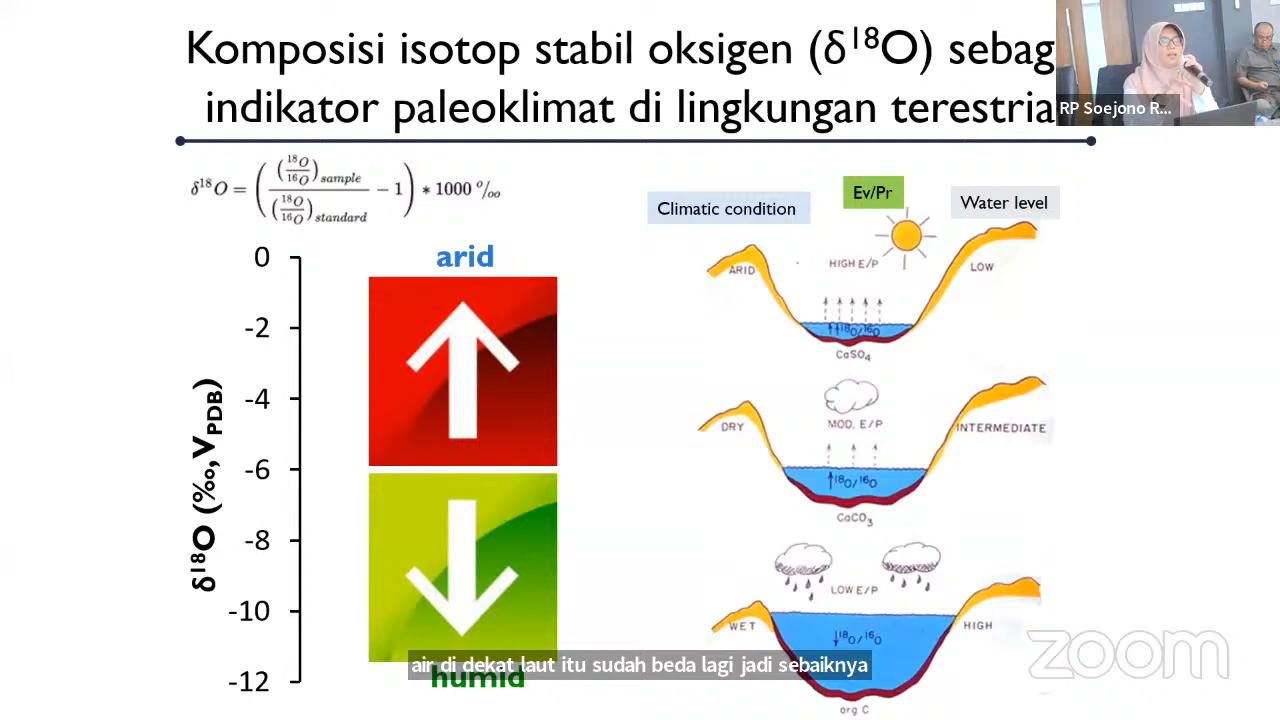 Komposisi isotop stabil oksigen (δ¹⁸O) sebag
indikator paleoklimat di lingkungan terestria
RP Soejono R...
δ¹⁸O = ( (¹⁸O/¹⁶O)sample / (¹⁸O/¹⁶O)standard − 1 ) * 1000 ‰
Climatic condition
Ev/Pr
Water level
0
-2
-4
-6
-8
-10
-12
δ¹⁸O (‰, VPDB)
arid
humid
ARID
HIGH E/P
LOW
↑↑¹⁸O/¹⁶O
CaSO₄
DRY
MOD. E/P
INTERMEDIATE
↑¹⁸O/¹⁶O
CaCO₃
LOW E/P
WET
HIGH
↓¹⁸O/¹⁶O
org C
air di dekat laut itu sudah beda lagi jadi sebaiknya
zoom